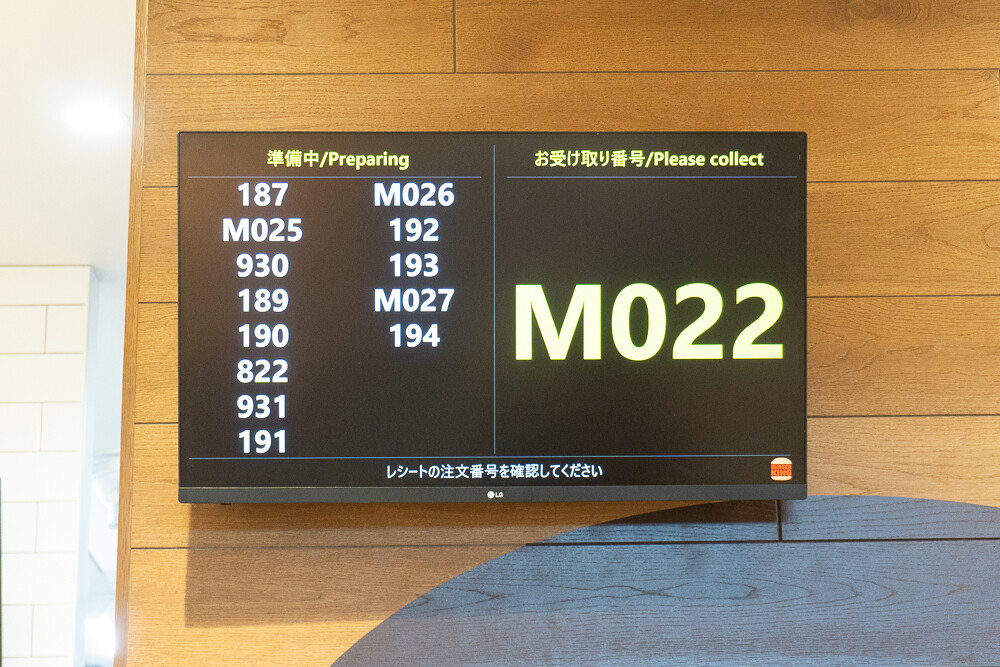 準備中/Preparing
187
M025
930
189
190
822
931
191
M026
192
193
M027
194
お受け取り番号/Please collect
M022
レシートの注文番号を確認してください
BURGER
KING
LG